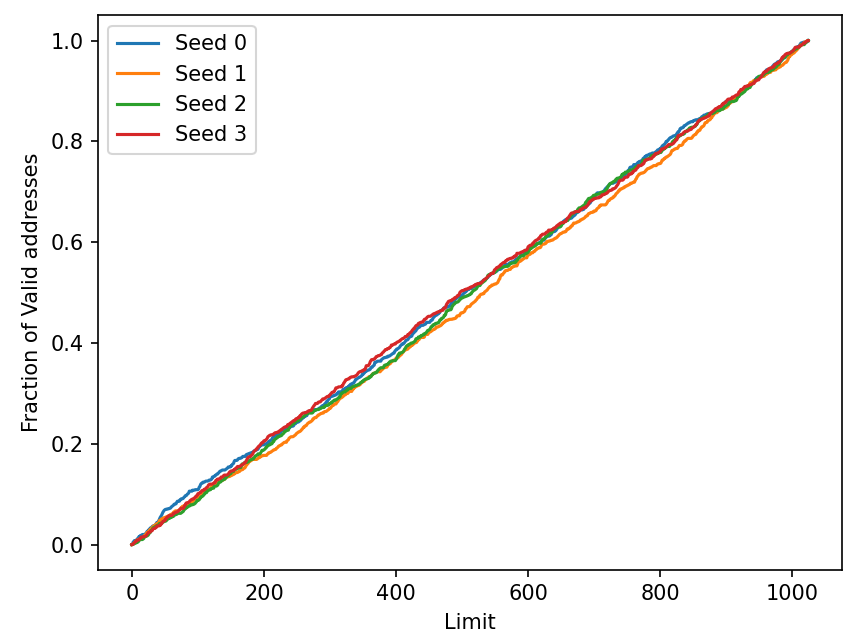 1.0
0.8
0.6
0.4
0.2
0.0
Fraction of Valid addresses
Seed 0
Seed 1
Seed 2
Seed 3
0 200 400 600 800 1000
Limit